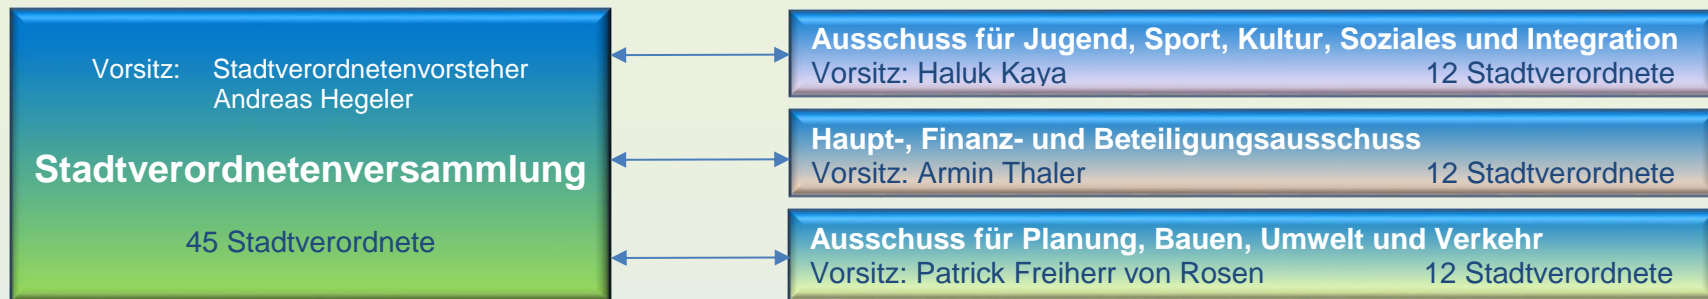 Vorsitz: Stadtverordnetenvorsteher
Andreas Hegeler
Stadtverordnetenversammlung
45 Stadtverordnete
Ausschuss für Jugend, Sport, Kultur, Soziales und Integration
Vorsitz: Haluk Kaya 12 Stadtverordnete
Haupt-, Finanz- und Beteiligungsausschuss
Vorsitz: Armin Thaler 12 Stadtverordnete
Ausschuss für Planung, Bauen, Umwelt und Verkehr
Vorsitz: Patrick Freiherr von Rosen 12 Stadtverordnete